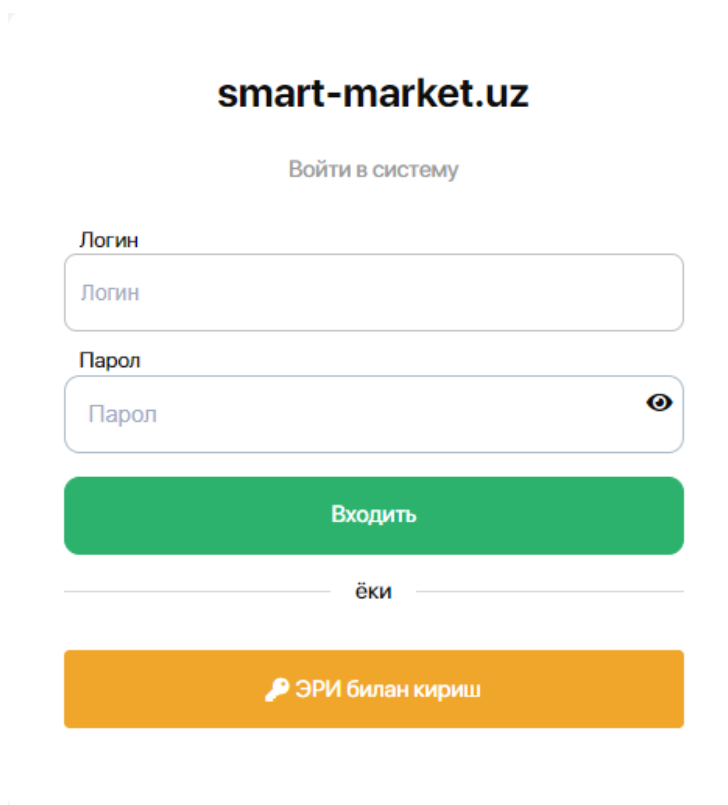 smart-market.uz
Войти в систему
Логин
Логин
Парол
Парол
Входить
ёки
ЭРИ билан кириш